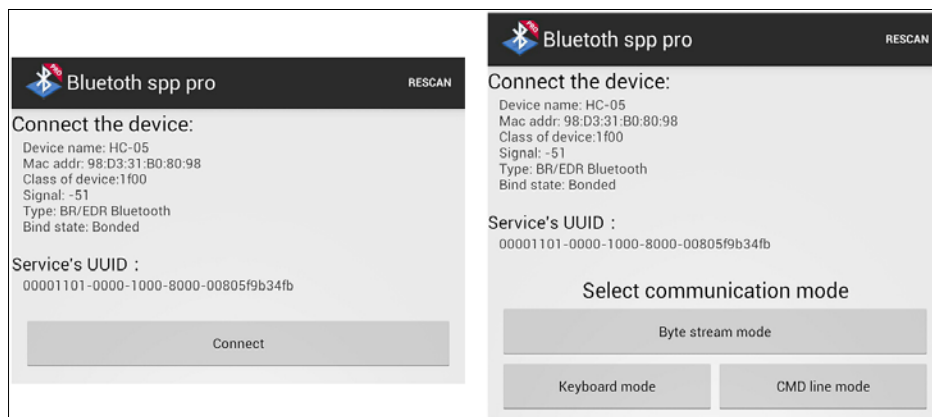 Bluetoth spp pro
RESCAN
Connect the device:
Device name: HC-05
Mac addr: 98:D3:31:B0:80:98
Class of device:1f00
Signal: -51
Type: BR/EDR Bluetooth
Bind state: Bonded
Service's UUID :
00001101-0000-1000-8000-00805f9b34fb
Connect
PRO
Bluetoth spp pro
RESCAN
Connect the device:
Device name: HC-05
Mac addr: 98:D3:31:B0:80:98
Class of device:1f00
Signal: -51
Type: BR/EDR Bluetooth
Bind state: Bonded
Service's UUID :
00001101-0000-1000-8000-00805f9b34fb
Select communication mode
Byte stream mode
Keyboard mode
CMD line mode
PRO